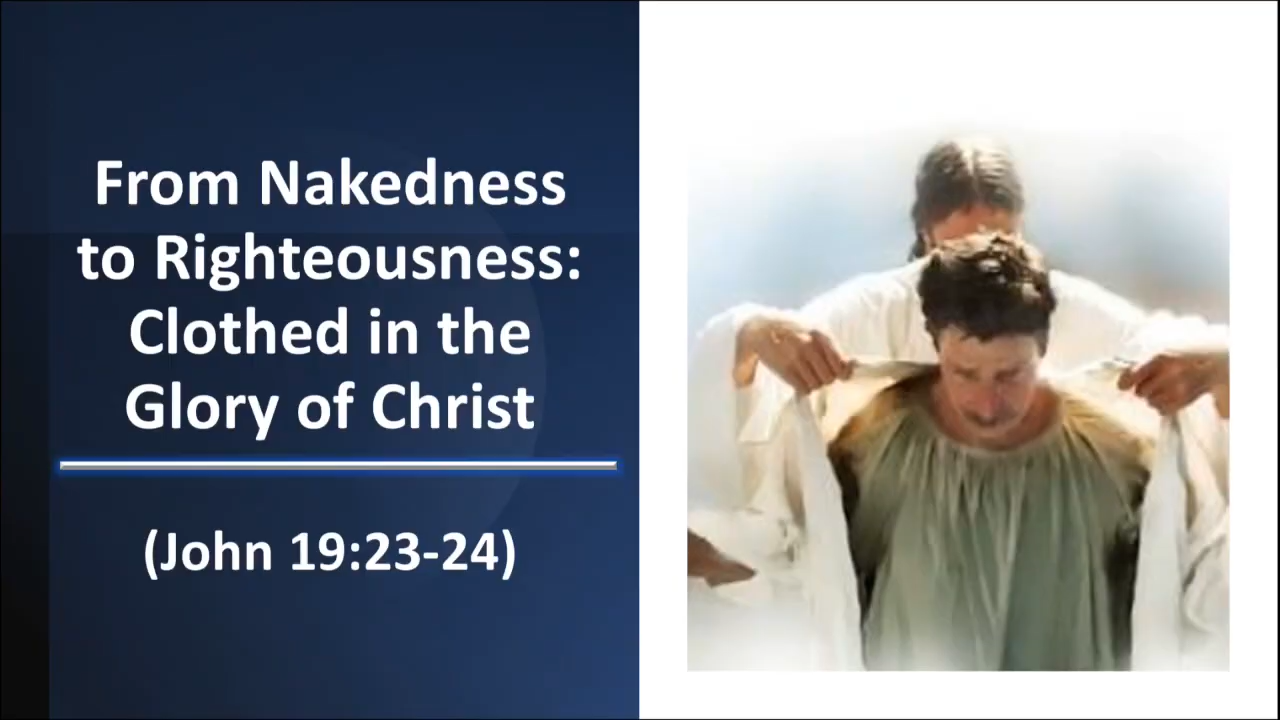 From Nakedness
to Righteousness:
Clothed in the
Glory of Christ
(John 19:23-24)